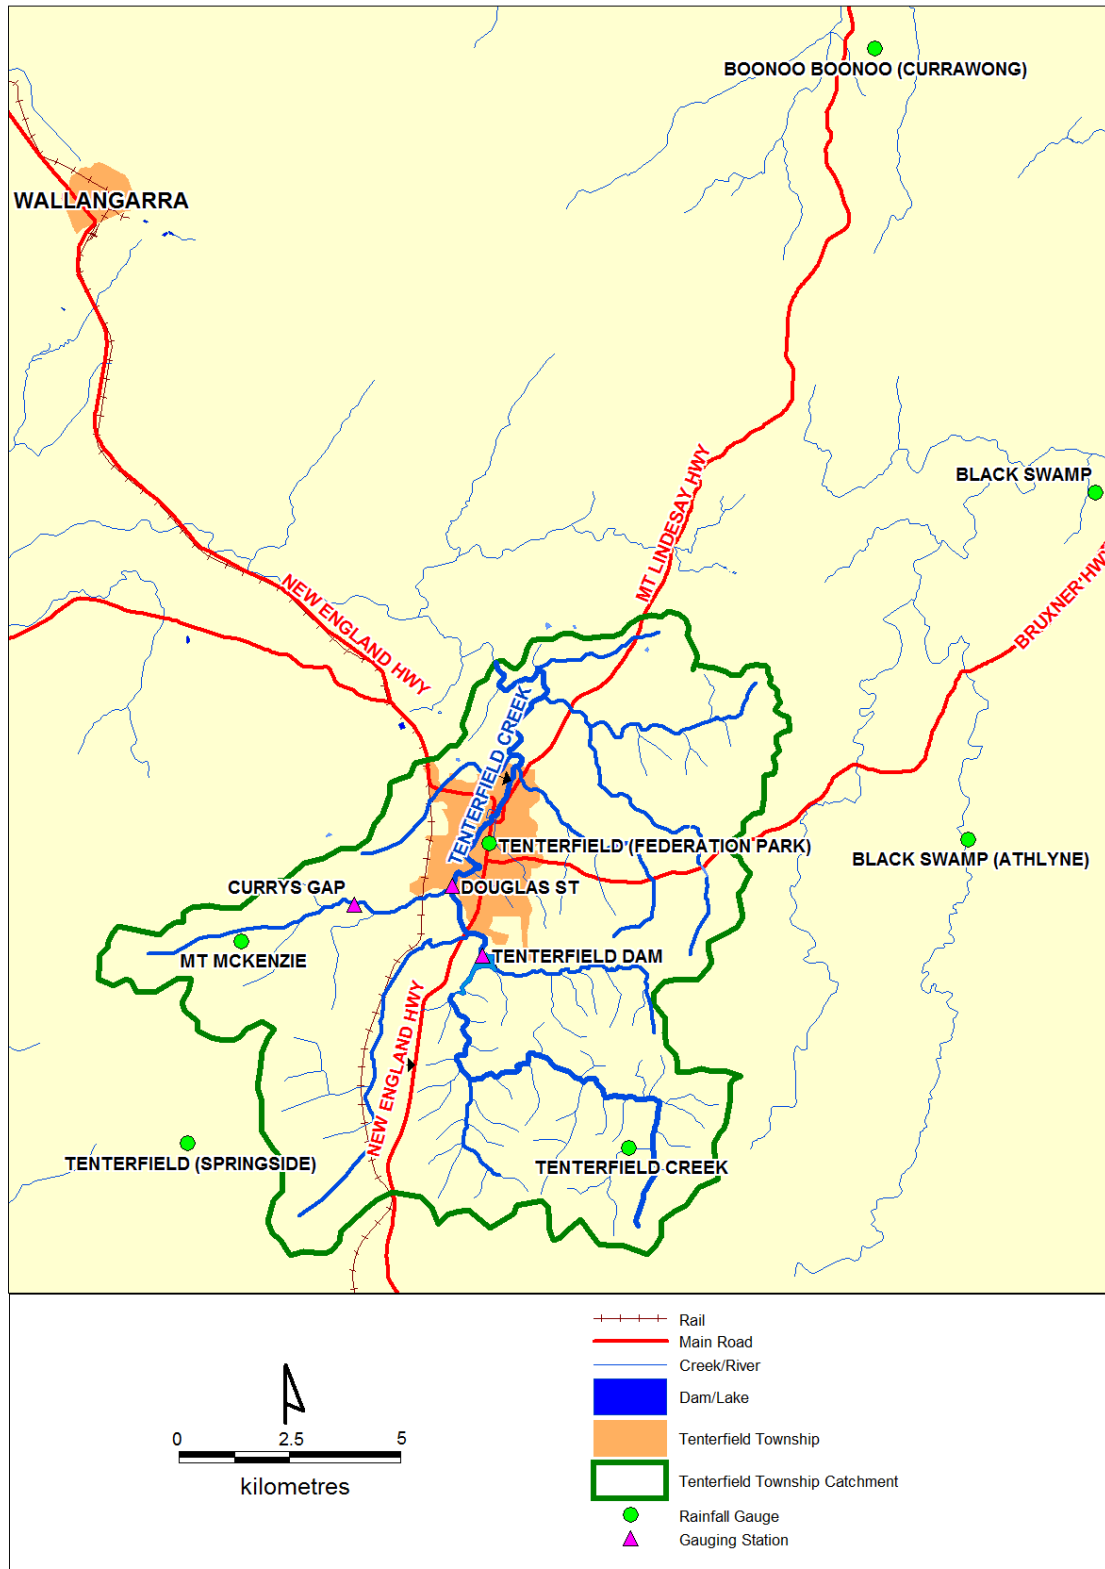 BOONOO BOONOO (CURRAWONG)
WALLANGARRA
BLACK SWAMP
MT LINDESAY HWY
BRUXNER HWY
NEW ENGLAND HWY
TENTERFIELD CREEK
TENTERFIELD (FEDERATION PARK)
BLACK SWAMP (ATHLYNE)
CURRYS GAP
DOUGLAS ST
MT MCKENZIE
TENTERFIELD DAM
NEW ENGLAND HWY
TENTERFIELD (SPRINGSIDE)
TENTERFIELD CREEK
0 2.5 5
kilometres
Rail
Main Road
Creek/River
Dam/Lake
Tenterfield Township
Tenterfield Township Catchment
Rainfall Gauge
Gauging Station